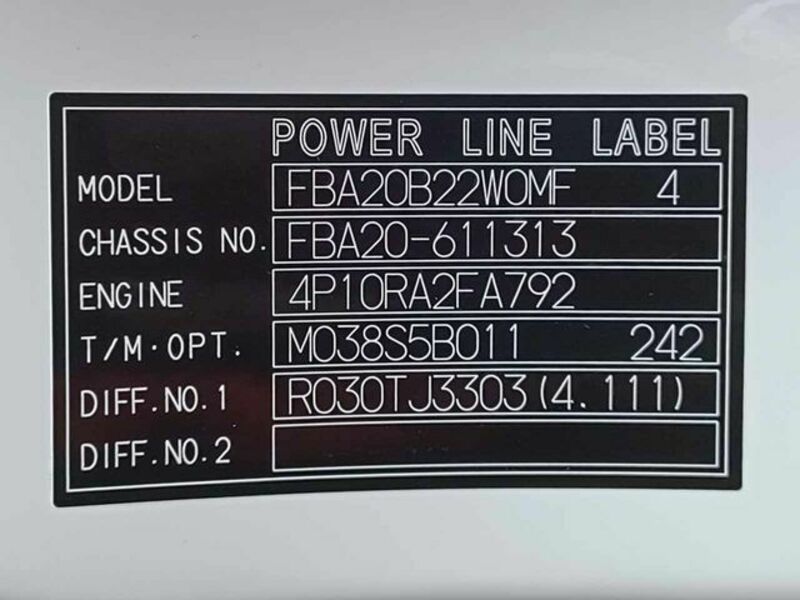 POWER LINE LABEL
MODEL FBA20B22W0MF 4
CHASSIS NO. FBA20-611313
ENGINE 4P10RA2FA792
T/M·OPT. M038S5B011 242
DIFF.NO.1 R030TJ3303(4.111)
DIFF.NO.2